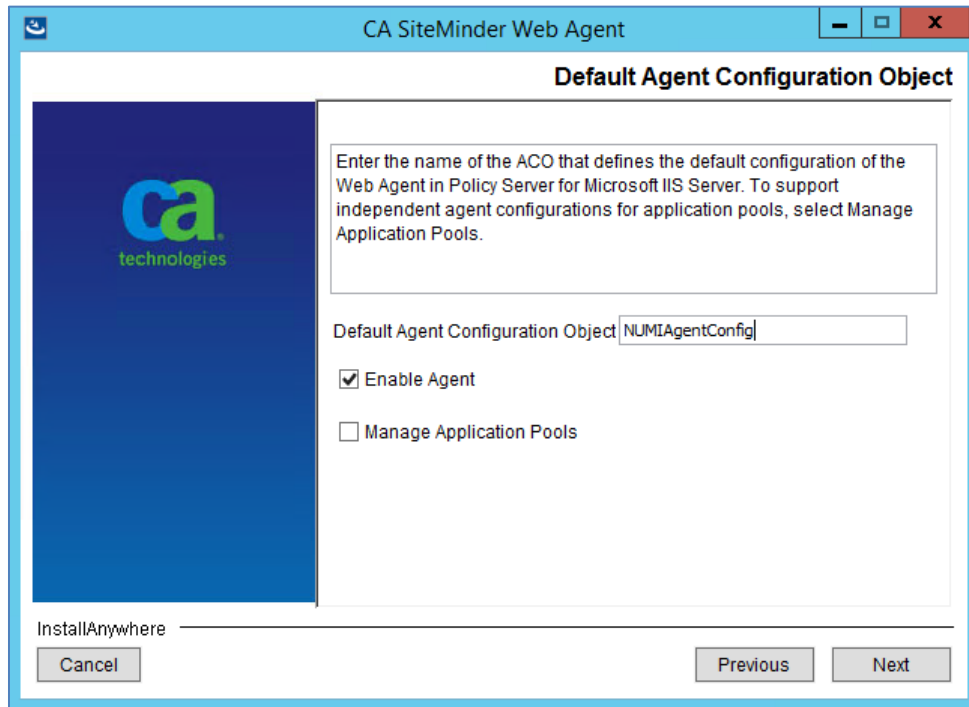 CA SiteMinder Web Agent
Default Agent Configuration Object
ca
technologies
Enter the name of the ACO that defines the default configuration of the
Web Agent in Policy Server for Microsoft IIS Server. To support
independent agent configurations for application pools, select Manage
Application Pools.
Default Agent Configuration Object NUMIAgentConfig
Enable Agent
Manage Application Pools
InstallAnywhere
Cancel Previous Next